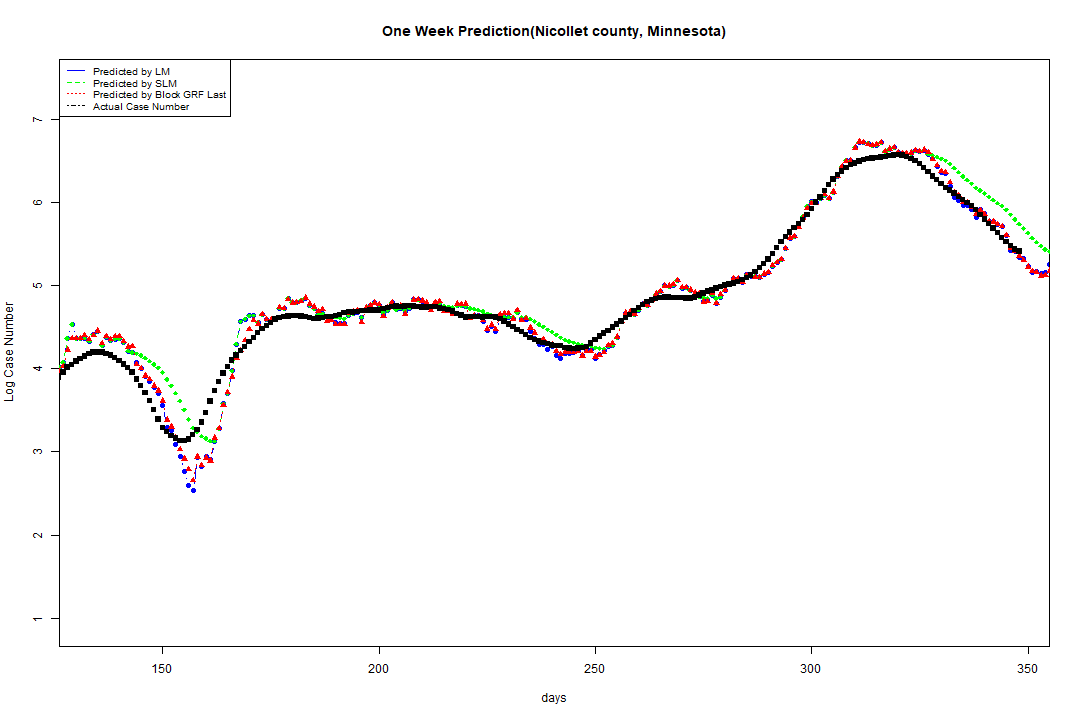 One Week Prediction(Nicollet county, Minnesota)
Predicted by LM
Predicted by SLM
Predicted by Block GRF Last
Actual Case Number
7
6
5
4
3
2
1
Log Case Number
150 200 250 300 350
days